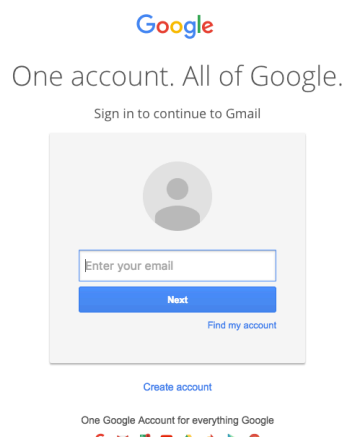 Google
One account. All of Google.
Sign in to continue to Gmail
Enter your email
Next
Find my account
Create account
One Google Account for everything Google